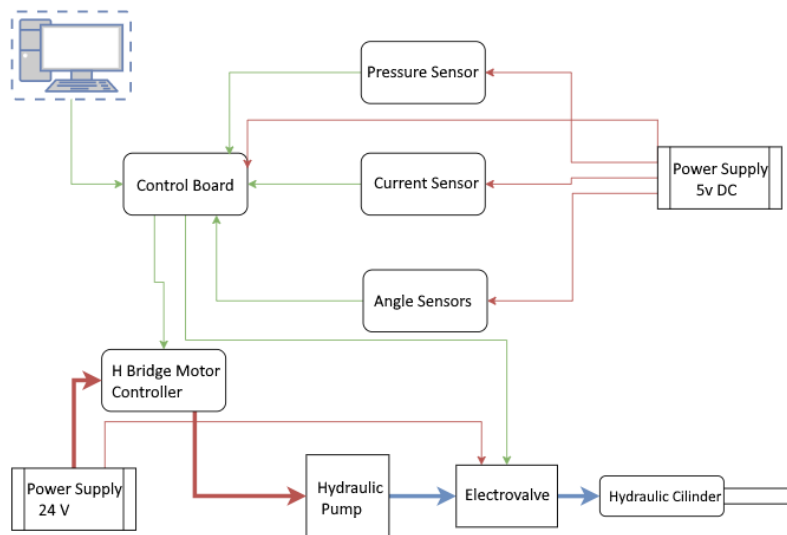 Pressure Sensor
Control Board
Current Sensor
Power Supply
5v DC
Angle Sensors
H Bridge Motor
Controller
Power Supply
24 V
Hydraulic
Pump
Electrovalve
Hydraulic Cilinder